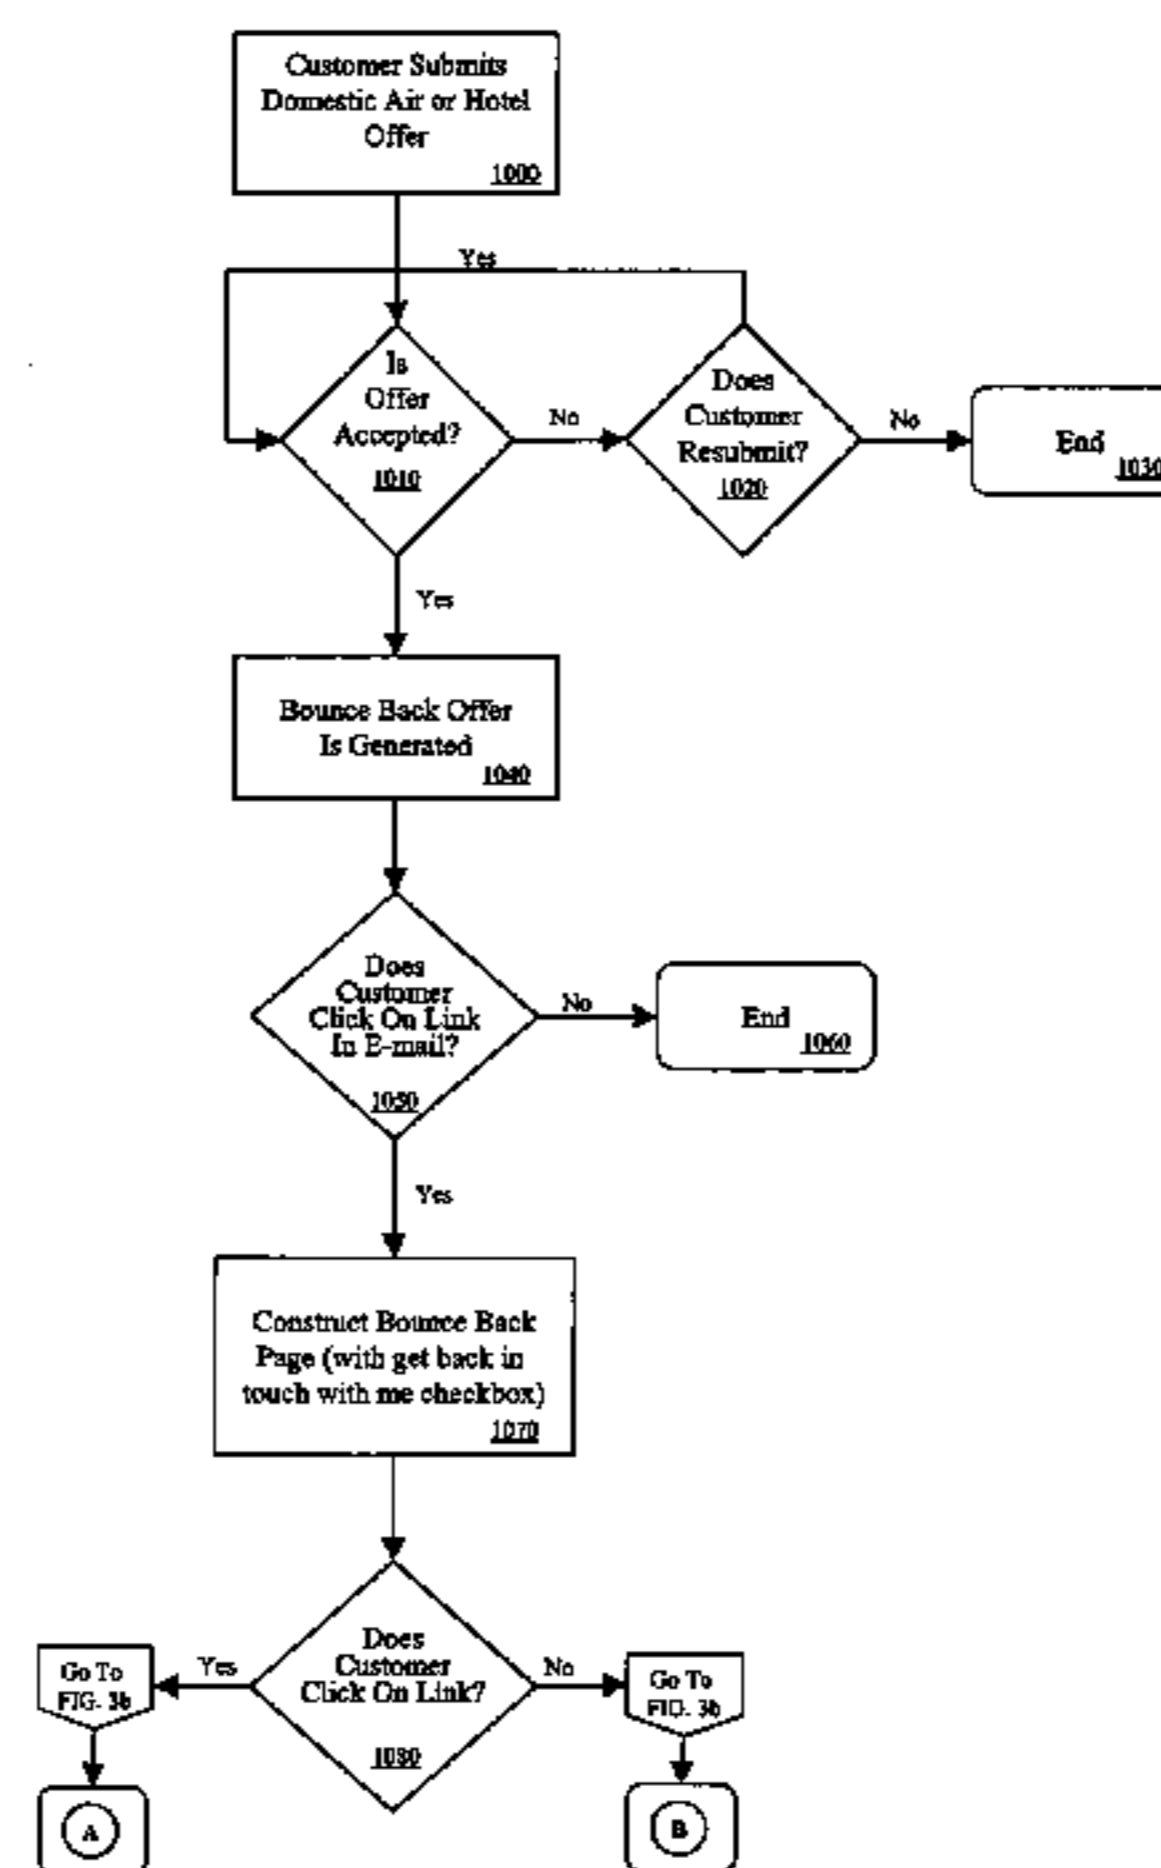 Customer Submits
Domestic Air or Hotel
Offer
1000
Yes
Is
Offer
Accepted?
1010
No
Does
Customer
Resubmit?
1020
No
End
1030
Yes
Bounce Back Offer
Is Generated
1040
Does
Customer
Click On Link
In E-mail?
1050
No
End
1060
Yes
Construct Bounce Back
Page (with get back in
touch with me checkbox)
1070
Does
Customer
Click On Link?
1080
Yes
Go To
FIG. 3b
A
No
Go To
FIG. 3b
B